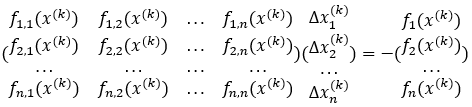 f₁,₁(x⁽ᵏ⁾) f₁,₂(x⁽ᵏ⁾) … f₁,ₙ(x⁽ᵏ⁾) Δx₁⁽ᵏ⁾ f₁(x⁽ᵏ⁾)
(f₂,₁(x⁽ᵏ⁾) f₂,₂(x⁽ᵏ⁾) … f₂,ₙ(x⁽ᵏ⁾))(Δx₂⁽ᵏ⁾) = −(f₂(x⁽ᵏ⁾))
… … … … … …
fₙ,₁(x⁽ᵏ⁾) fₙ,₂(x⁽ᵏ⁾) … fₙ,ₙ(x⁽ᵏ⁾) Δxₙ⁽ᵏ⁾ fₙ(x⁽ᵏ⁾)